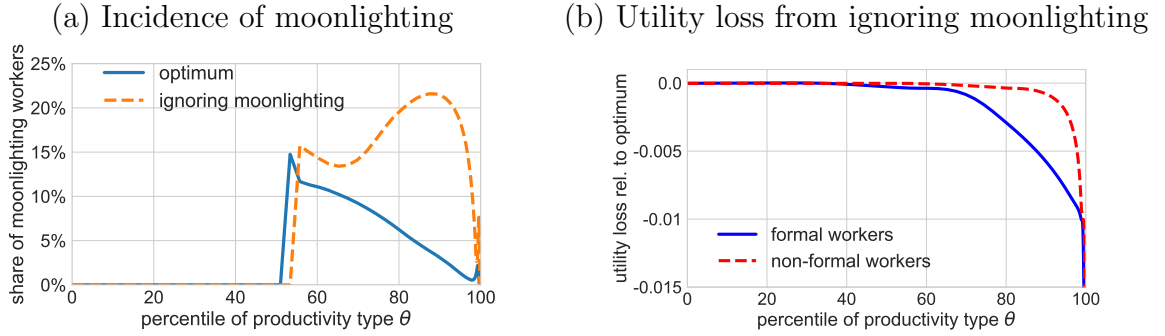 (a) Incidence of moonlighting
25%
20%
15%
10%
5%
0%
share of moonlighting workers
optimum
ignoring moonlighting
0 20 40 60 80 100
percentile of productivity type θ
(b) Utility loss from ignoring moonlighting
0.0
-0.005
-0.01
-0.015
utility loss rel. to optimum
formal workers
non-formal workers
0 20 40 60 80 100
percentile of productivity type θ